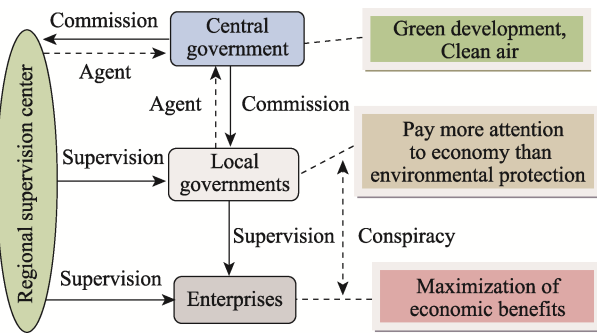 Commission
Central
government
Green development,
Clean air
Agent
Agent
Commission
Regional supervision center
Supervision
Local
governments
Pay more attention
to economy than
environmental protection
Supervision
Conspiracy
Supervision
Enterprises
Maximization of
economic benefits